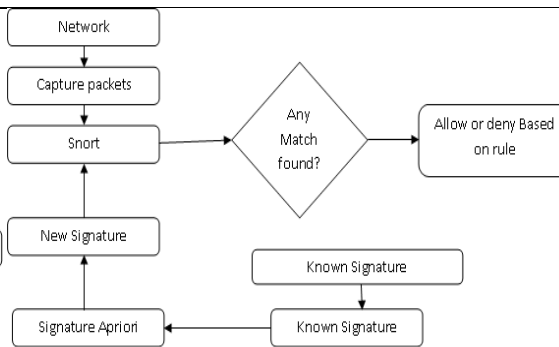 Network
Capture packets
Snort
Any
Match
found?
Allow or deny Based
on rule
New Signature
Known Signature
Signature Apriori
Known Signature